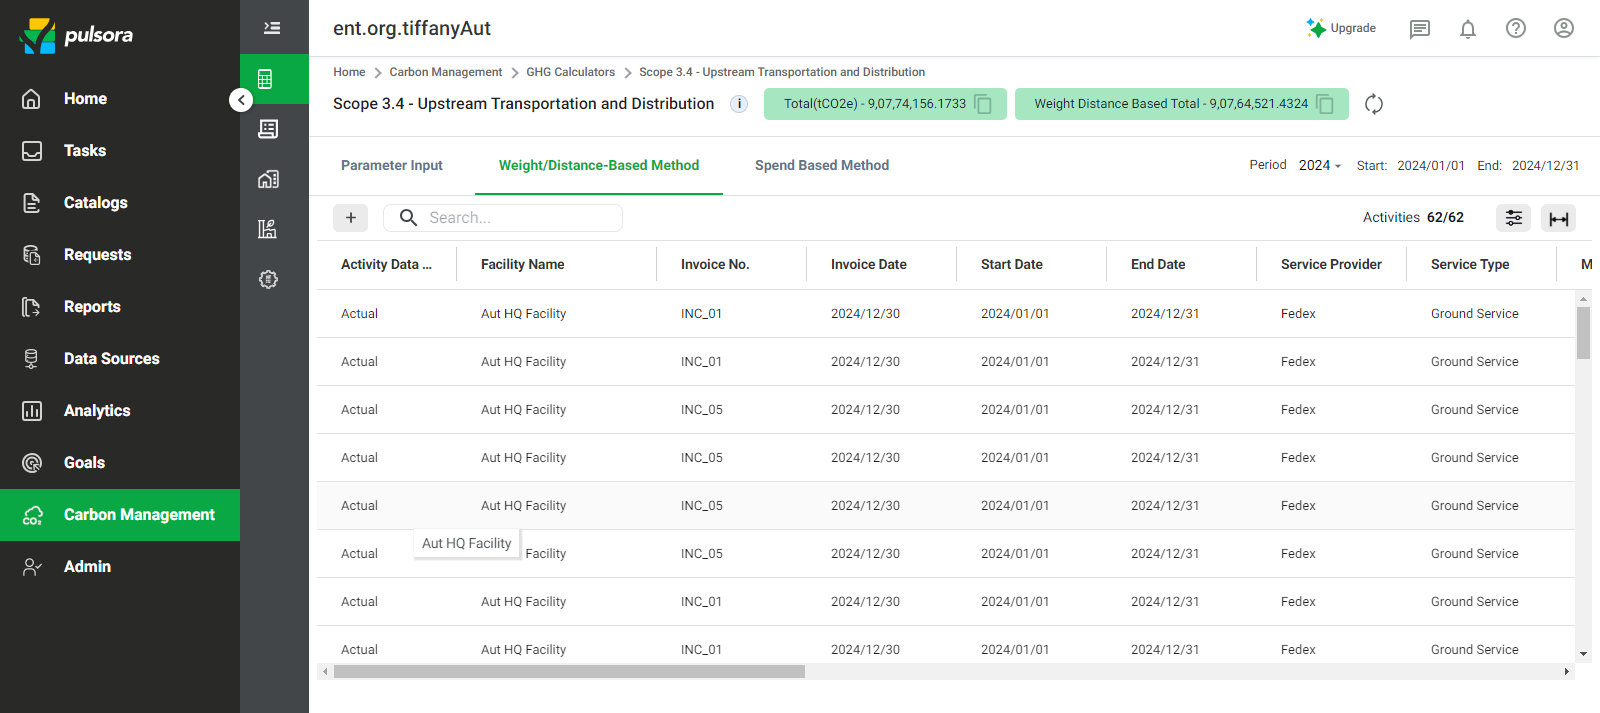 pulsora
Home
Tasks
Catalogs
Requests
Reports
Data Sources
Analytics
Goals
Carbon Management
Admin
ent.org.tiffanyAut
Upgrade
Home > Carbon Management > GHG Calculators > Scope 3.4 - Upstream Transportation and Distribution
Scope 3.4 - Upstream Transportation and Distribution i Total(tCO2e) - 9,07,74,156.1733 Weight Distance Based Total - 9,07,64,521.4324
Parameter Input Weight/Distance-Based Method Spend Based Method Period 2024 Start: 2024/01/01 End: 2024/12/31
+ Search... Activities 62/62
Activity Data ... Facility Name Invoice No. Invoice Date Start Date End Date Service Provider Service Type M
Actual Aut HQ Facility INC_01 2024/12/30 2024/01/01 2024/12/31 Fedex Ground Service
Actual Aut HQ Facility INC_01 2024/12/30 2024/01/01 2024/12/31 Fedex Ground Service
Actual Aut HQ Facility INC_05 2024/12/30 2024/01/01 2024/12/31 Fedex Ground Service
Actual Aut HQ Facility INC_05 2024/12/30 2024/01/01 2024/12/31 Fedex Ground Service
Actual Aut HQ Facility INC_05 2024/12/30 2024/01/01 2024/12/31 Fedex Ground Service
Aut HQ Facility
Actual Facility INC_05 2024/12/30 2024/01/01 2024/12/31 Fedex Ground Service
Actual Aut HQ Facility INC_01 2024/12/30 2024/01/01 2024/12/31 Fedex Ground Service
Actual Aut HQ Facility INC_01 2024/12/30 2024/01/01 2024/12/31 Fedex Ground Service